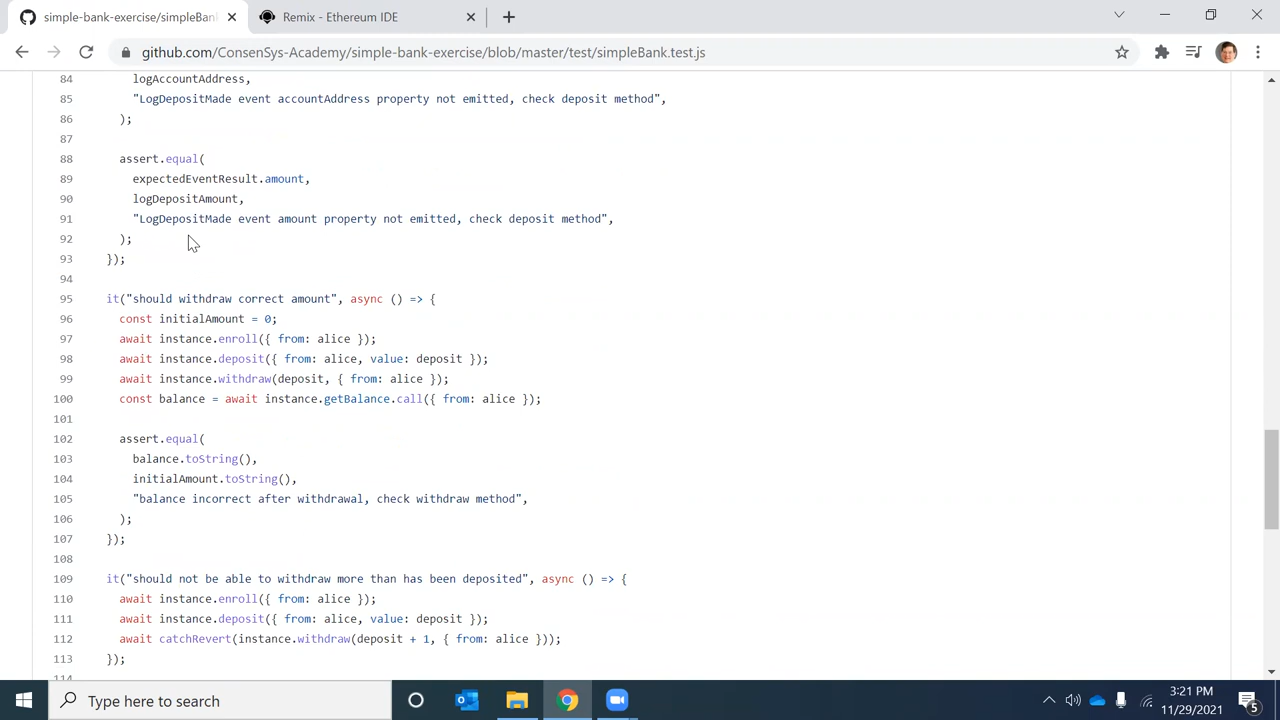 simple-bank-exercise/simpleBank
Remix - Ethereum IDE
github.com/ConsenSys-Academy/simple-bank-exercise/blob/master/test/simpleBank.test.js
84 logAccountAddress,
85 "LogDepositMade event accountAddress property not emitted, check deposit method",
86 );
87
88 assert.equal(
89 expectedEventResult.amount,
90 logDepositAmount,
91 "LogDepositMade event amount property not emitted, check deposit method",
92 );
93 });
94
95 it("should withdraw correct amount", async () => {
96 const initialAmount = 0;
97 await instance.enroll({ from: alice });
98 await instance.deposit({ from: alice, value: deposit });
99 await instance.withdraw(deposit, { from: alice });
100 const balance = await instance.getBalance.call({ from: alice });
101
102 assert.equal(
103 balance.toString(),
104 initialAmount.toString(),
105 "balance incorrect after withdrawal, check withdraw method",
106 );
107 });
108
109 it("should not be able to withdraw more than has been deposited", async () => {
110 await instance.enroll({ from: alice });
111 await instance.deposit({ from: alice, value: deposit });
112 await catchRevert(instance.withdraw(deposit + 1, { from: alice }));
113 });
114
Type here to search
3:21 PM
11/29/2021
5